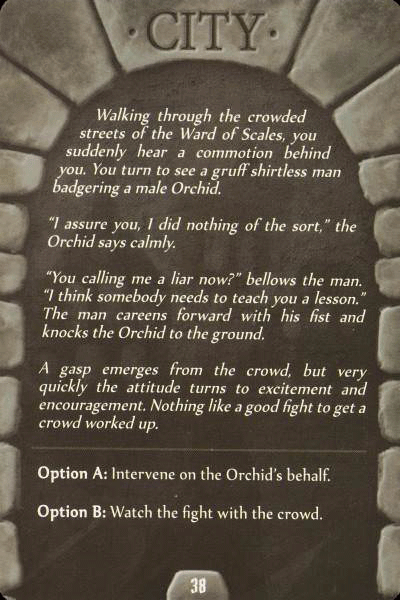 · CITY ·
Walking through the crowded
streets of the Ward of Scales, you
suddenly hear a commotion behind
you. You turn to see a gruff shirtless man
badgering a male Orchid.
“I assure you, I did nothing of the sort,” the
Orchid says calmly.
“You calling me a liar now?” bellows the man.
“I think somebody needs to teach you a lesson.”
The man careens forward with his fist and
knocks the Orchid to the ground.
A gasp emerges from the crowd, but very
quickly the attitude turns to excitement and
encouragement. Nothing like a good fight to get a
crowd worked up.
Option A: Intervene on the Orchid’s behalf.
Option B: Watch the fight with the crowd.
38